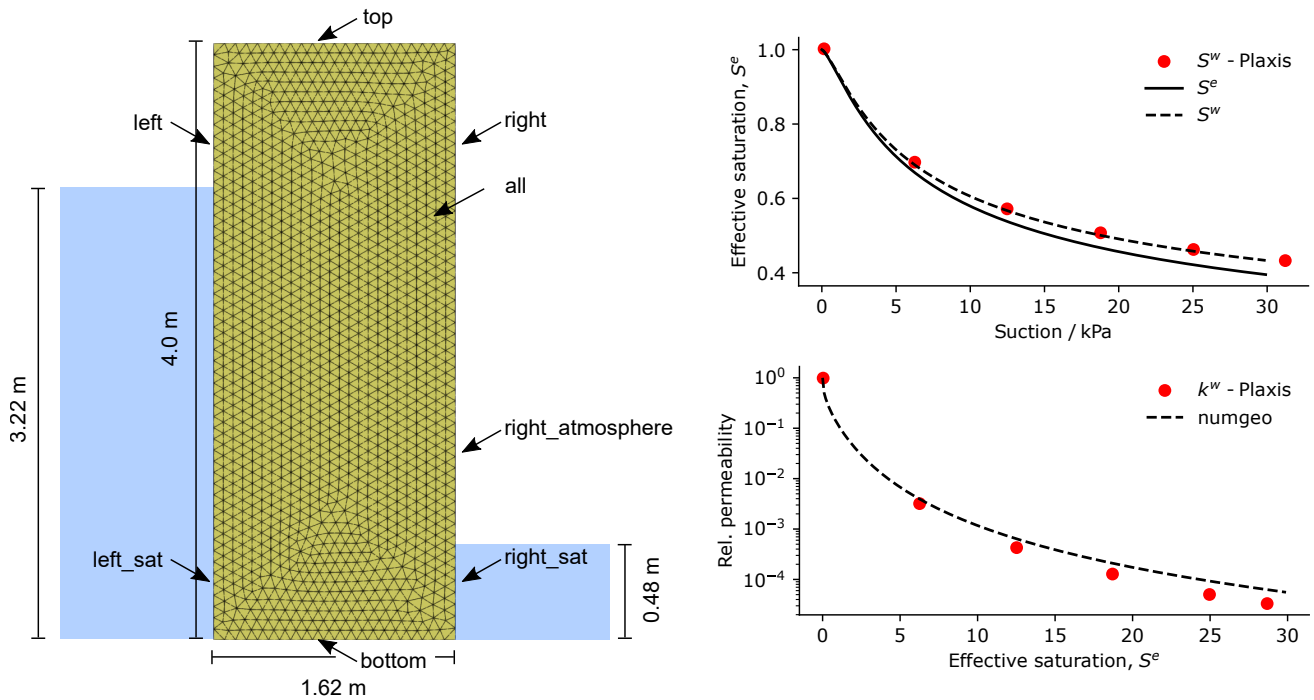 top
left
right
all
3.22 m
4.0 m
right_atmosphere
left_sat
right_sat
0.48 m
bottom
1.62 m
Effective saturation, Sᵉ
1.0
0.8
0.6
0.4
Sʷ - Plaxis
Sᵉ
Sʷ
0 5 10 15 20 25 30
Suction / kPa
Rel. permeability
10⁰
10⁻¹
10⁻²
10⁻³
10⁻⁴
kʷ - Plaxis
numgeo
0 5 10 15 20 25 30
Effective saturation, Sᵉ